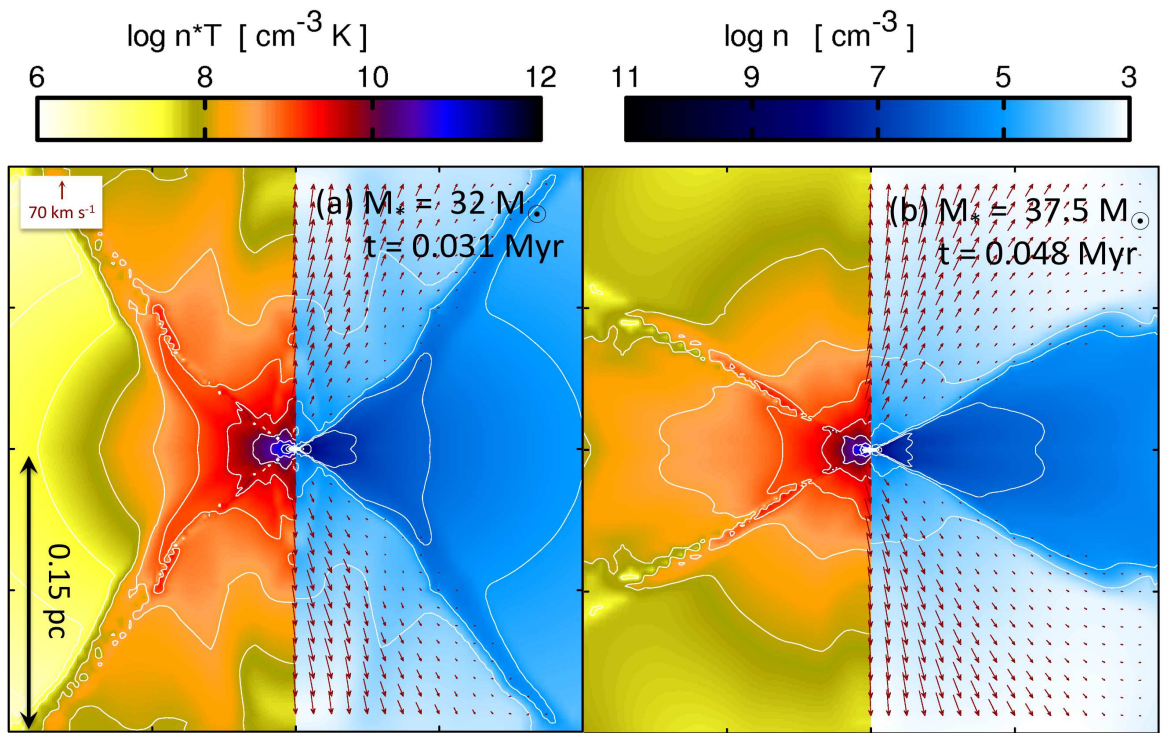 log n*T [ cm⁻³ K]
6 8 10 12
log n [ cm⁻³]
11 9 7 5 3
70 km s⁻¹
(a) M* = 32 M☉
t = 0.031 Myr
0.15 pc
(b) M* = 37.5 M☉
t = 0.048 Myr